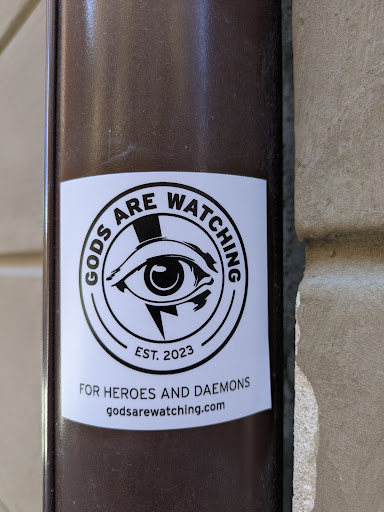 GODS ARE WATCHING
EST. 2023
FOR HEROES AND DAEMONS
godsarewatching.com